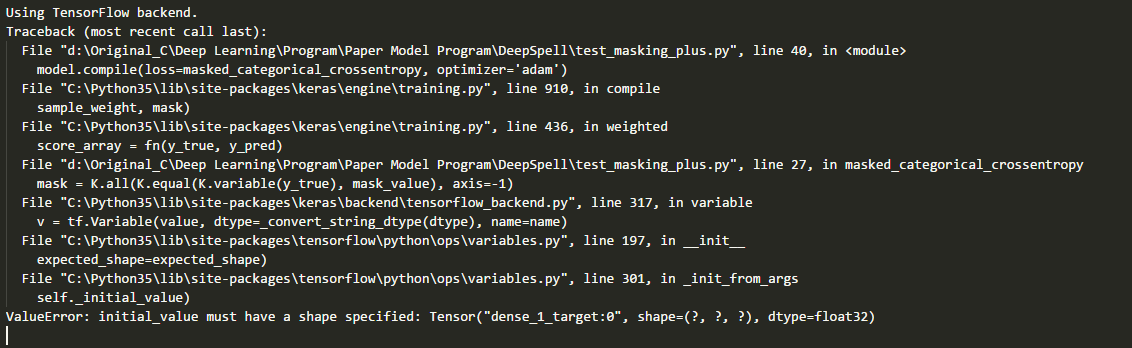 Using TensorFlow backend.
Traceback (most recent call last):
  File "d:\Original_C\Deep Learning\Program\Paper Model Program\DeepSpell\test_masking_plus.py", line 40, in <module>
    model.compile(loss=masked_categorical_crossentropy, optimizer='adam')
  File "C:\Python35\lib\site-packages\keras\engine\training.py", line 910, in compile
    sample_weight, mask)
  File "C:\Python35\lib\site-packages\keras\engine\training.py", line 436, in weighted
    score_array = fn(y_true, y_pred)
  File "d:\Original_C\Deep Learning\Program\Paper Model Program\DeepSpell\test_masking_plus.py", line 27, in masked_categorical_crossentropy
    mask = K.all(K.equal(K.variable(y_true), mask_value), axis=-1)
  File "C:\Python35\lib\site-packages\keras\backend\tensorflow_backend.py", line 317, in variable
    v = tf.Variable(value, dtype=_convert_string_dtype(dtype), name=name)
  File "C:\Python35\lib\site-packages\tensorflow\python\ops\variables.py", line 197, in __init__
    expected_shape=expected_shape)
  File "C:\Python35\lib\site-packages\tensorflow\python\ops\variables.py", line 301, in _init_from_args
    self._initial_value)
ValueError: initial_value must have a shape specified: Tensor("dense_1_target:0", shape=(?, ?, ?), dtype=float32)